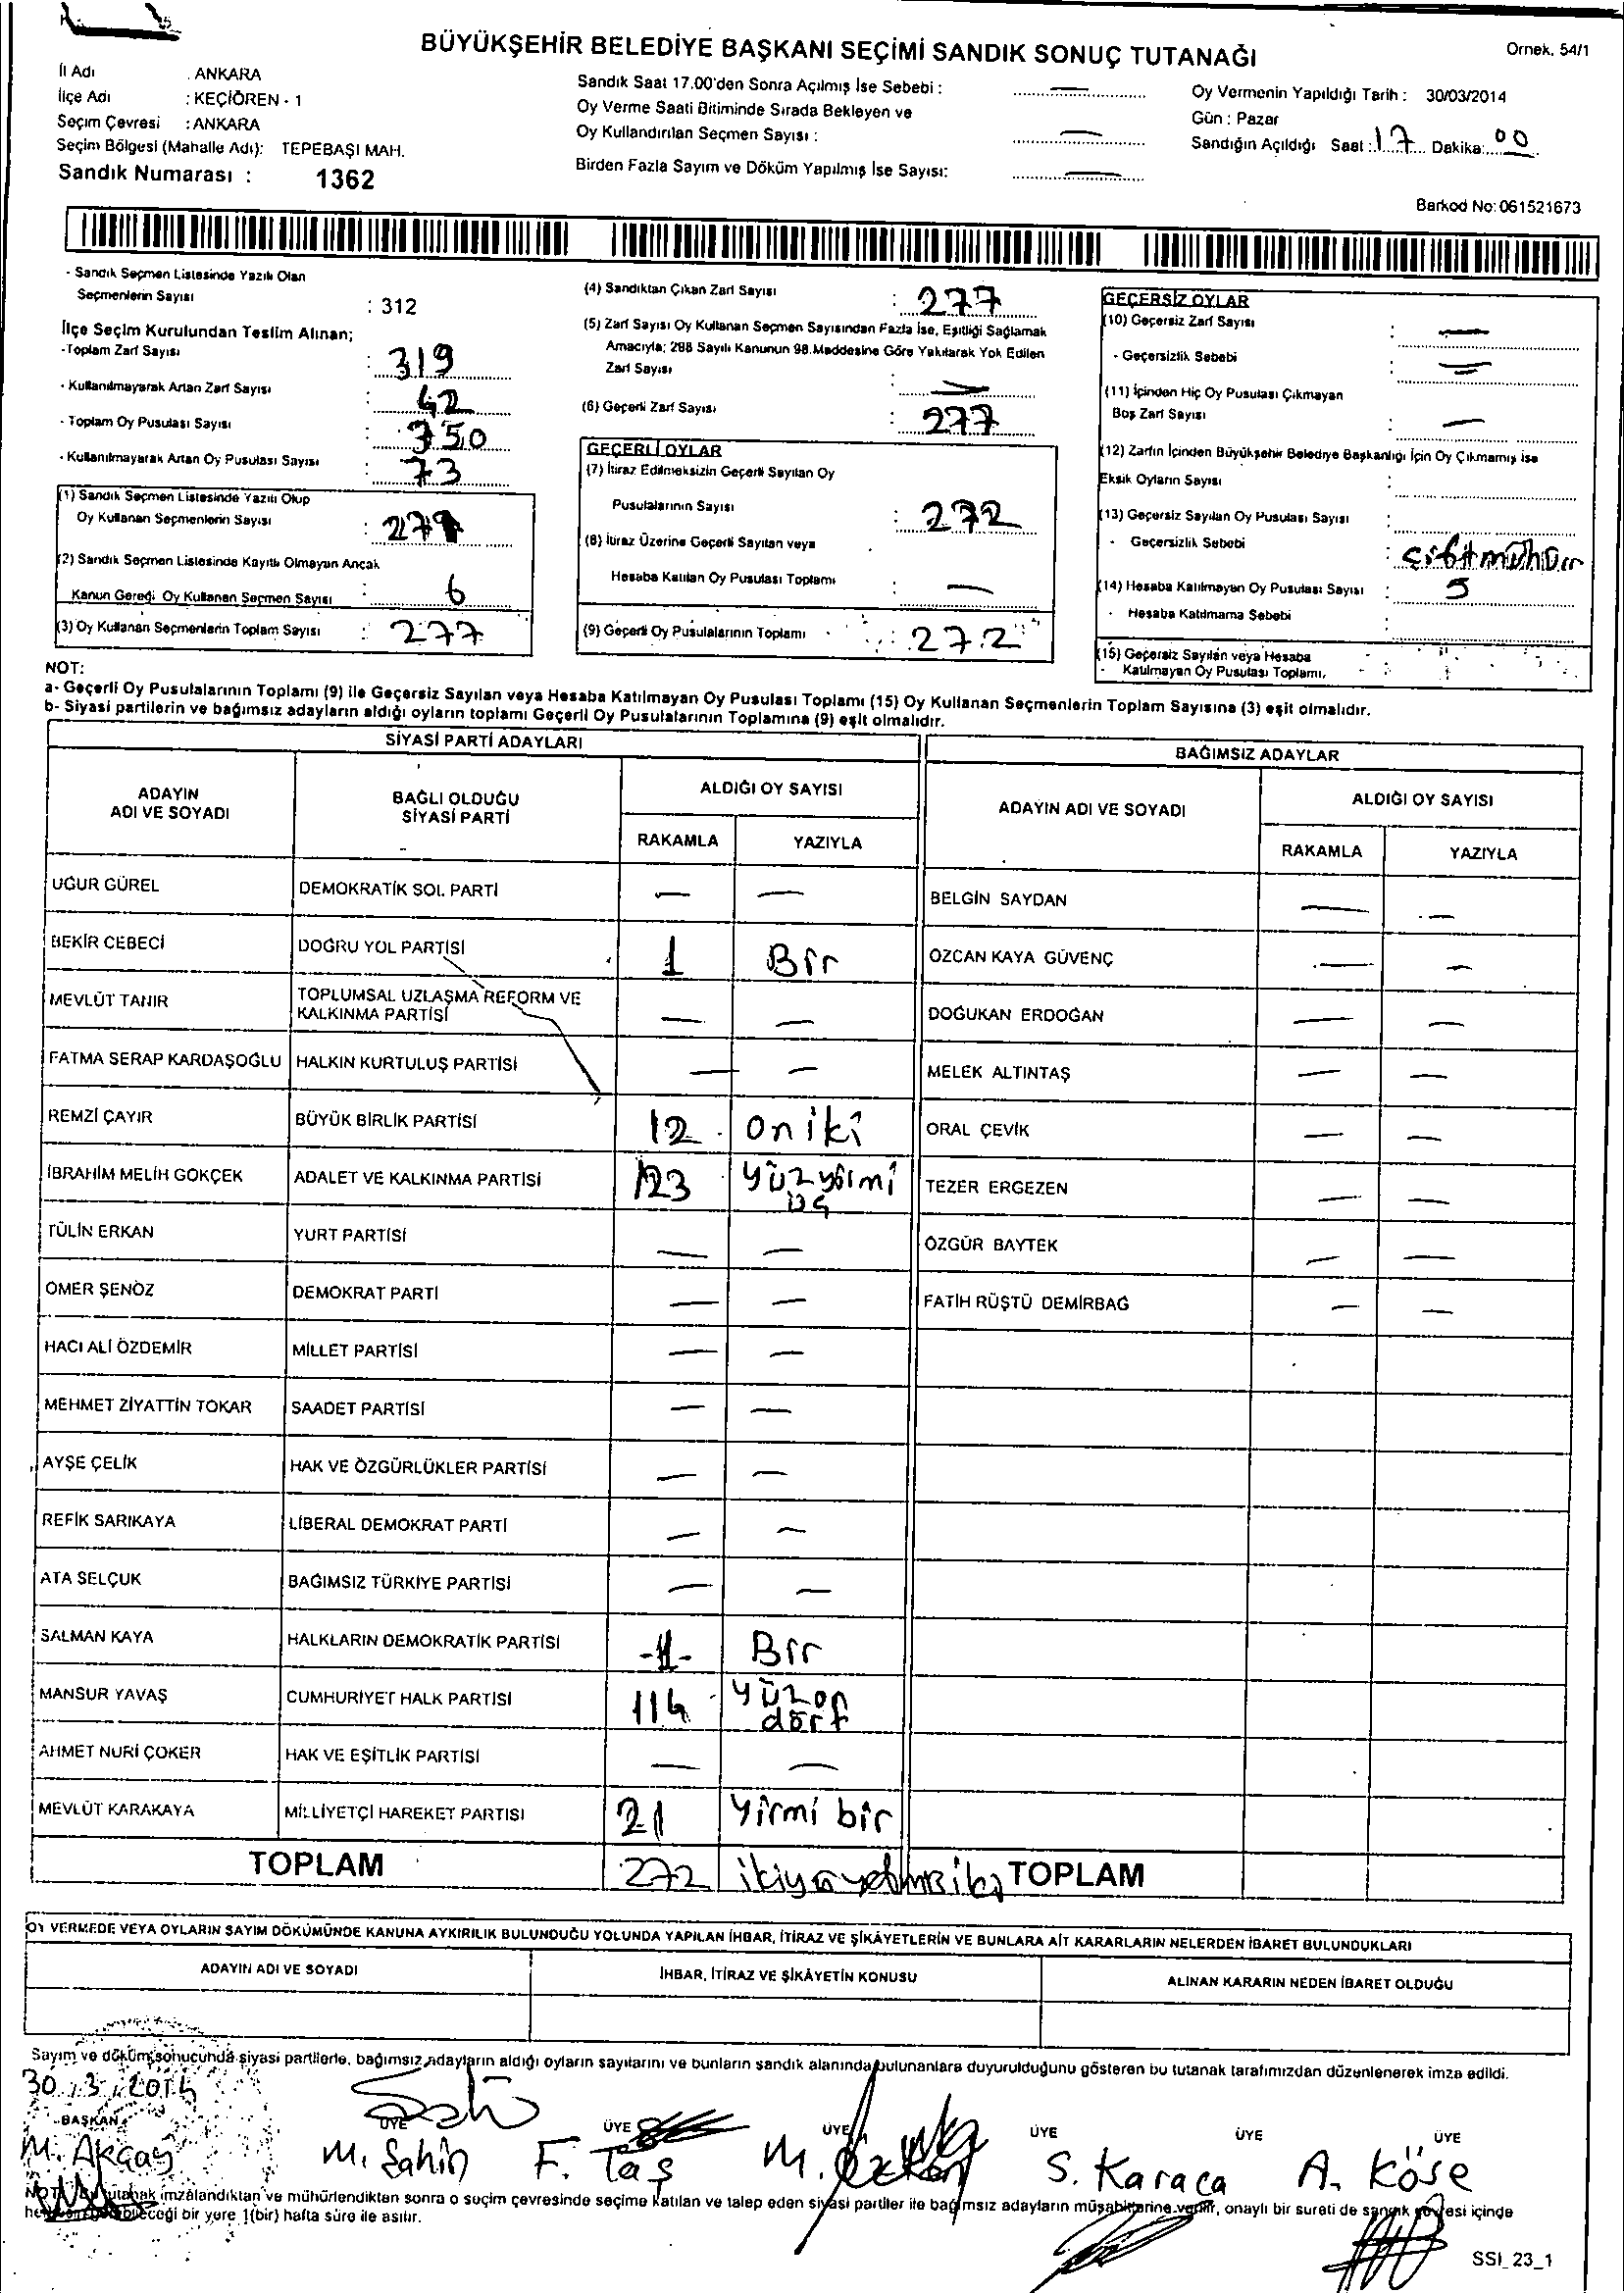 BÜYÜKŞEHİR BELEDİYE BAŞKANI SEÇİMİ SANDIK SONUÇ TUTANAĞI
Örnek. 54/1
İl Adı : ANKARA
İlçe Adı : KEÇİÖREN - 1
Seçim Çevresi : ANKARA
Seçim Bölgesi (Mahalle Adı): TEPEBAŞI MAH.
Sandık Numarası : 1362
Sandık Saat 17.00'den Sonra Açılmış İse Sebebi : —
Oy Verme Saati Bitiminde Sırada Bekleyen ve
Oy Kullandırılan Seçmen Sayısı : —
Birden Fazla Sayım ve Döküm Yapılmış İse Sayısı: —
Oy Vermenin Yapıldığı Tarih : 30/03/2014
Gün : Pazar
Sandığın Açıldığı Saat : 17 Dakika: 00
Barkod No: 061521673
- Sandık Seçmen Listesinde Yazılı Olan
Seçmenlerin Sayısı : 312
İlçe Seçim Kurulundan Teslim Alınan;
-Toplam Zarf Sayısı : 319
- Kullanılmayarak Artan Zarf Sayısı : 42
- Toplam Oy Pusulası Sayısı : 350
- Kullanılmayarak Artan Oy Pusulası Sayısı : 73
(1) Sandık Seçmen Listesinde Yazılı Olup
Oy Kullanan Seçmenlerin Sayısı :
(2) Sandık Seçmen Listesinde Kayıtlı Olmayan Ancak
Kanun Gereği Oy Kullanan Seçmen Sayısı : 6
(3) Oy Kullanan Seçmenlerin Toplam Sayısı : 277
(4) Sandıktan Çıkan Zarf Sayısı : 277
(5) Zarf Sayısı Oy Kullanan Seçmen Sayısından Fazla İse, Eşitliği Sağlamak
Amacıyla; 298 Sayılı Kanunun 98.Maddesine Göre Yakılarak Yok Edilen
Zarf Sayısı : —
(6) Geçerli Zarf Sayısı : 277
GEÇERLİ OYLAR
(7) İtiraz Edilmeksizin Geçerli Sayılan Oy
Pusulalarının Sayısı : 272
(8) İtiraz Üzerine Geçerli Sayılan veya
Hesaba Katılan Oy Pusulası Toplamı : —
(9) Geçerli Oy Pusulalarının Toplamı : 272
GEÇERSİZ OYLAR
(10) Geçersiz Zarf Sayısı : —
- Geçersizlik Sebebi : —
(11) İçinden Hiç Oy Pusulası Çıkmayan
Boş Zarf Sayısı : —
(12) Zarfın İçinden Büyükşehir Belediye Başkanlığı İçin Oy Çıkmamış ise
Eksik Oyların Sayısı :
(13) Geçersiz Sayılan Oy Pusulası Sayısı :
- Geçersizlik Sebebi : çift mühür
(14) Hesaba Katılmayan Oy Pusulası Sayısı : 5
- Hesaba Katılmama Sebebi :
(15) Geçersiz Sayılan veya Hesaba
Katılmayan Oy Pusulası Toplamı, :
NOT:
a- Geçerli Oy Pusulalarının Toplamı (9) ile Geçersiz Sayılan veya Hesaba Katılmayan Oy Pusulası Toplamı (15) Oy Kullanan Seçmenlerin Toplam Sayısına (3) eşit olmalıdır.
b- Siyasi partilerin ve bağımsız adayların aldığı oyların toplamı Geçerli Oy Pusulalarının Toplamına (9) eşit olmalıdır.
SİYASİ PARTİ ADAYLARI
ADAYIN ADI VE SOYADI
BAĞLI OLDUĞU SİYASİ PARTİ
ALDIĞI OY SAYISI
RAKAMLA YAZIYLA
UĞUR GÜREL DEMOKRATİK SOL PARTİ — —
BEKİR CEBECİ DOĞRU YOL PARTİSİ 1 Bir
MEVLÜT TANIR TOPLUMSAL UZLAŞMA REFORM VE KALKINMA PARTİSİ — —
FATMA SERAP KARDAŞOĞLU HALKIN KURTULUŞ PARTİSİ — —
REMZİ ÇAYIR BÜYÜK BİRLİK PARTİSİ 12 oniki
İBRAHİM MELİH GÖKÇEK ADALET VE KALKINMA PARTİSİ 123 yüzyirmi üç
TÜLİN ERKAN YURT PARTİSİ — —
ÖMER ŞENÖZ DEMOKRAT PARTİ — —
HACI ALİ ÖZDEMİR MİLLET PARTİSİ — —
MEHMET ZİYATTİN TOKAR SAADET PARTİSİ — —
AYŞE ÇELİK HAK VE ÖZGÜRLÜKLER PARTİSİ — —
REFİK SARIKAYA LİBERAL DEMOKRAT PARTİ — —
ATA SELÇUK BAĞIMSIZ TÜRKİYE PARTİSİ — —
SALMAN KAYA HALKLARIN DEMOKRATİK PARTİSİ -1- Bir
MANSUR YAVAŞ CUMHURİYET HALK PARTİSİ 114 yüzon dört
AHMET NURİ ÇOKER HAK VE EŞİTLİK PARTİSİ — —
MEVLÜT KARAKAYA MİLLİYETÇİ HAREKET PARTİSİ 21 yirmi bir
TOPLAM 272
BAĞIMSIZ ADAYLAR
ADAYIN ADI VE SOYADI
ALDIĞI OY SAYISI
RAKAMLA YAZIYLA
BELGİN SAYDAN — —
ÖZCAN KAYA GÜVENÇ — —
DOĞUKAN ERDOĞAN — —
MELEK ALTINTAŞ — —
ORAL ÇEVİK — —
TEZER ERGEZEN — —
ÖZGÜR BAYTEK — —
FATİH RÜŞTÜ DEMİRBAĞ — —
TOPLAM
OY VERMEDE VEYA OYLARIN SAYIM DÖKÜMÜNDE KANUNA AYKIRILIK BULUNDUĞU YOLUNDA YAPILAN İHBAR, İTİRAZ VE ŞİKÂYETLERİN VE BUNLARA AİT KARARLARIN NELERDEN İBARET BULUNDUKLARI
ADAYIN ADI VE SOYADI
İHBAR, İTİRAZ VE ŞİKÂYETİN KONUSU
ALINAN KARARIN NEDEN İBARET OLDUĞU
Sayım ve döküm sonucunda siyasi partilerle, bağımsız adayların aldığı oyların sayılarını ve bunların sandık alanında bulunanlara duyurulduğunu gösteren bu tutanak tarafımızdan düzenlenerek imza edildi.
30.3.2014
BAŞKAN ÜYE ÜYE ÜYE ÜYE ÜYE ÜYE
M. Akçay M. Şahin F. Taş M. Özkan S. Karaca A. Köse
NOT: Bu tutanak imzalandıktan ve mühürlendikten sonra o seçim çevresinde seçime katılan ve talep eden siyasi partiler ile bağımsız adayların müşahitlerine verilir, onaylı bir sureti de sandık çevresi içinde
bir yere 1(bir) hafta süre ile asılır.
SSI_23_1